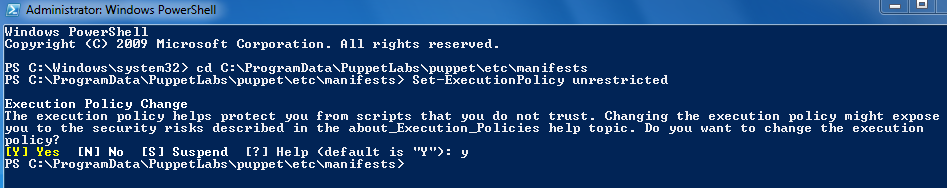 Administrator: Windows PowerShell
Windows PowerShell
Copyright (C) 2009 Microsoft Corporation. All rights reserved.
PS C:\Windows\system32> cd C:\ProgramData\PuppetLabs\puppet\etc\manifests
PS C:\ProgramData\PuppetLabs\puppet\etc\manifests> Set-ExecutionPolicy unrestricted
Execution Policy Change
The execution policy helps protect you from scripts that you do not trust. Changing the execution policy might expose
you to the security risks described in the about_Execution_Policies help topic. Do you want to change the execution
policy?
[Y] Yes  [N] No  [S] Suspend  [?] Help (default is "Y"): y
PS C:\ProgramData\PuppetLabs\puppet\etc\manifests>